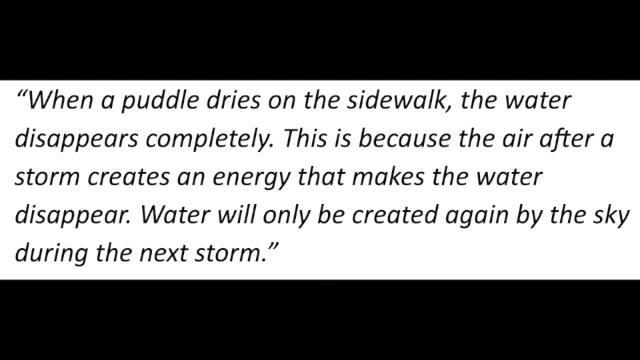 “When a puddle dries on the sidewalk, the water
disappears completely. This is because the air after a
storm creates an energy that makes the water
disappear. Water will only be created again by the sky
during the next storm.”